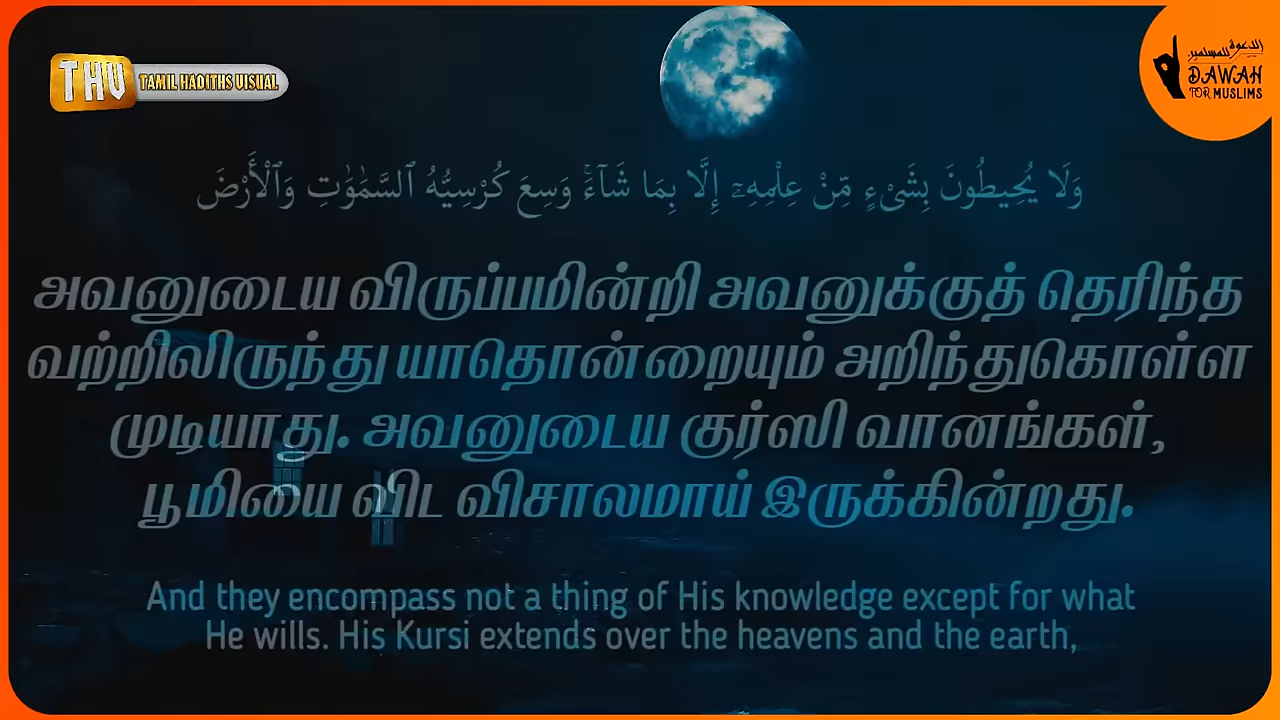 THV TAMIL HADITHS VISUAL
الدعوة للمسلمين
DAWAH
FOR MUSLIMS
وَلَا يُحِيطُونَ بِشَىْءٍ مِّنْ عِلْمِهِۦٓ إِلَّا بِمَا شَآءَۚ وَسِعَ كُرْسِيُّهُ ٱلسَّمَٰوَٰتِ وَٱلْأَرْضَ
அவனுடைய விருப்பமின்றி அவனுக்குத் தெரிந்த
வற்றிலிருந்து யாதொன்றையும் அறிந்துகொள்ள
முடியாது. அவனுடைய குர்ஸி வானங்கள்,
பூமியை விட விசாலமாய் இருக்கின்றது.
And they encompass not a thing of His knowledge except for what
He wills. His Kursi extends over the heavens and the earth,